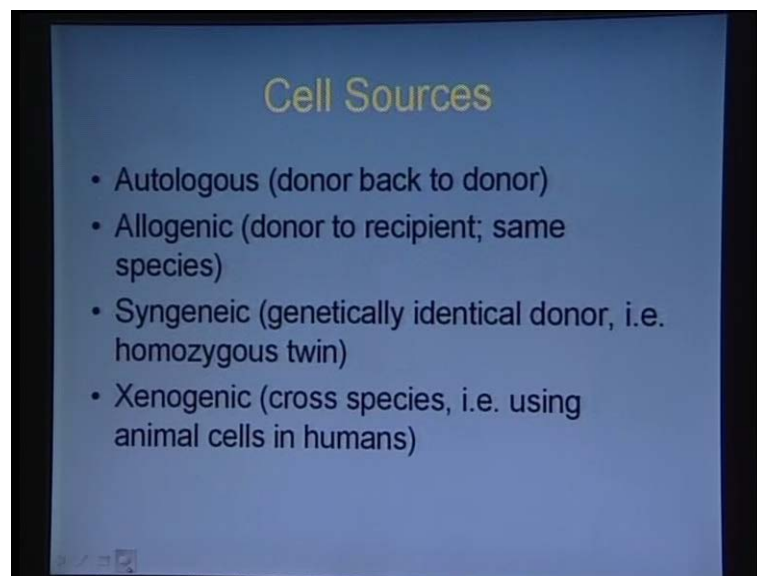 Cell Sources
• Autologous (donor back to donor)
• Allogenic (donor to recipient; same
species)
• Syngeneic (genetically identical donor, i.e.
homozygous twin)
• Xenogenic (cross species, i.e. using
animal cells in humans)